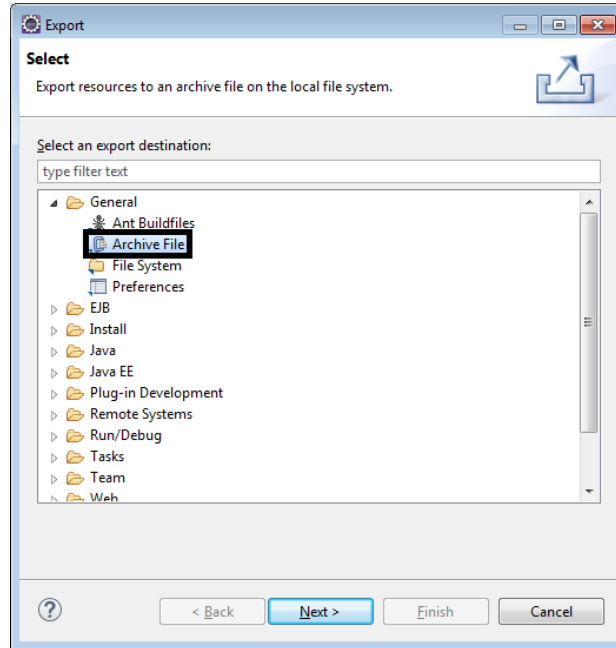 Export
Select
Export resources to an archive file on the local file system.
Select an export destination:
type filter text
General
Ant Buildfiles
Archive File
File System
Preferences
EJB
Install
Java
Java EE
Plug-in Development
Remote Systems
Run/Debug
Tasks
Team
Web
< Back Next > Finish Cancel